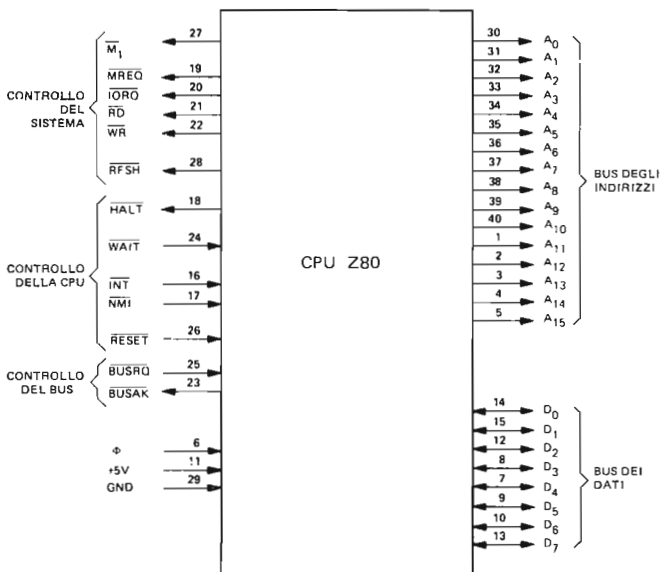 27
M̅₁
19
MREQ
CONTROLLO
DEL
SISTEMA
20
IORQ
21
RD
22
WR
28
RFSH
18
HALT
24
WAIT
CONTROLLO
DELLA CPU
16
INT
17
NMI
26
RESET
CONTROLLO
DEL BUS
25
BUSRQ
23
BUSAK
6
Φ
11
+5V
29
GND
CPU Z80
30 A₀
31 A₁
32 A₂
33 A₃
34 A₄
35 A₅
36 A₆
37 A₇
38 A₈
39 A₉
40 A₁₀
1 A₁₁
2 A₁₂
3 A₁₃
4 A₁₄
5 A₁₅
BUS DEGLI
INDIRIZZI
14 D₀
15 D₁
12 D₂
8 D₃
7 D₄
9 D₅
10 D₆
13 D₇
BUS DEI
DATI